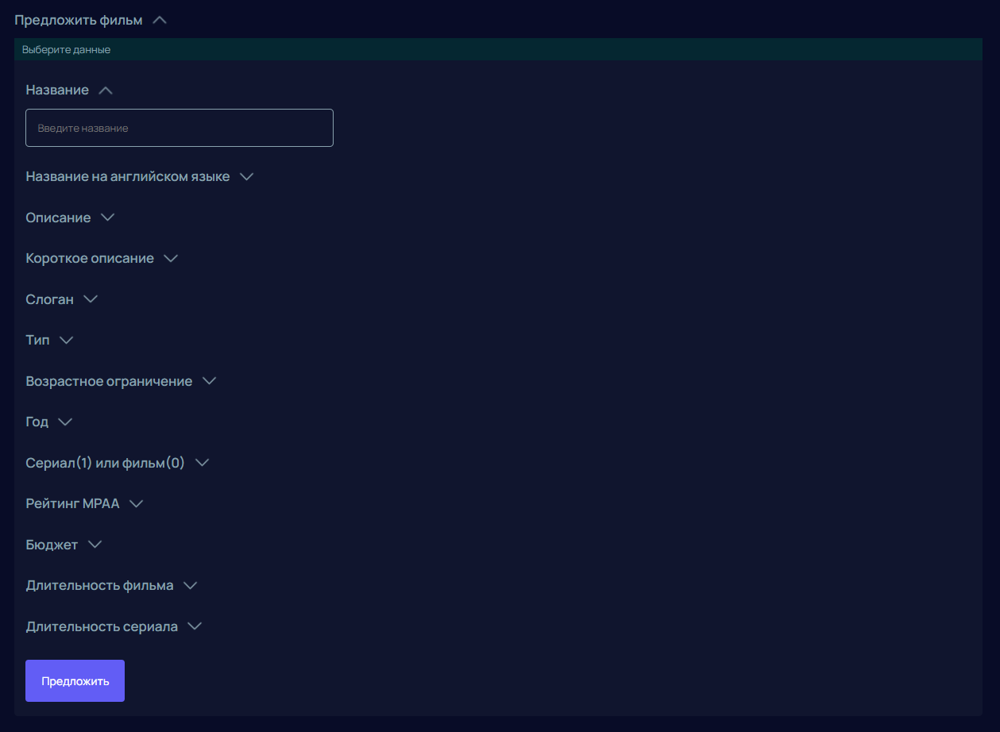 Предложить фильм
Выберите данные
Название
Введите название
Название на английском языке
Описание
Короткое описание
Слоган
Тип
Возрастное ограничение
Год
Сериал(1) или фильм(0)
Рейтинг MPAA
Бюджет
Длительность фильма
Длительность сериала
Предложить